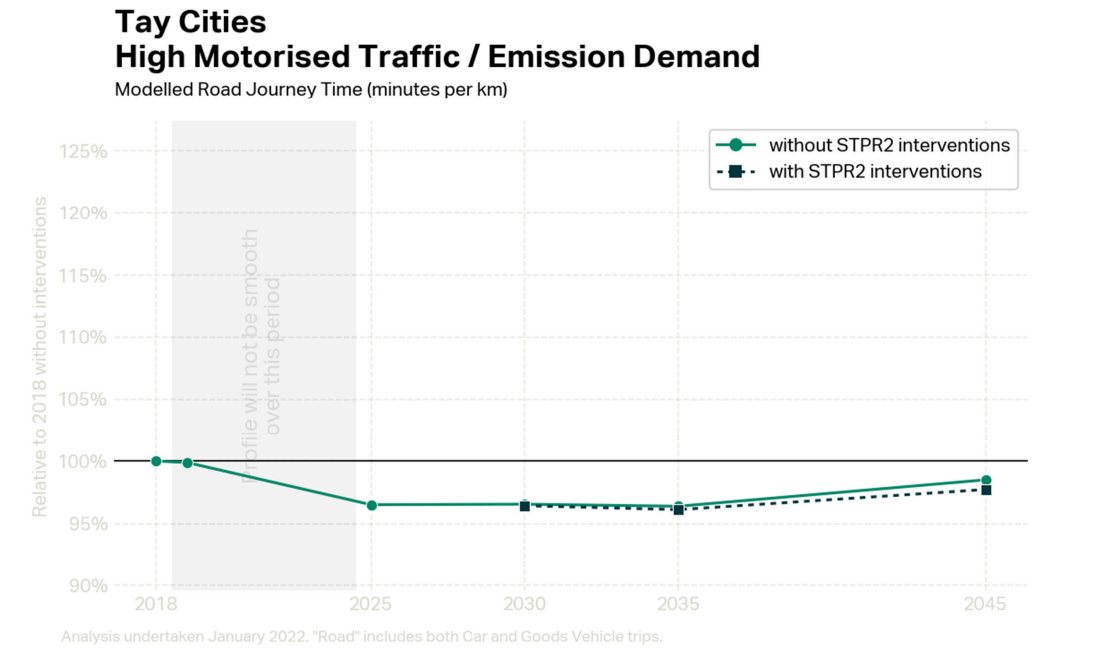 Tay Cities
High Motorised Traffic / Emission Demand
Modelled Road Journey Time (minutes per km)
without STPR2 interventions
with STPR2 interventions
Relative to 2018 without interventions
125%
120%
115%
110%
105%
100%
95%
90%
Profile will not be smooth
over this period
2018
2025
2030
2035
2045
Analysis undertaken January 2022. "Road" includes both Car and Goods Vehicle trips.